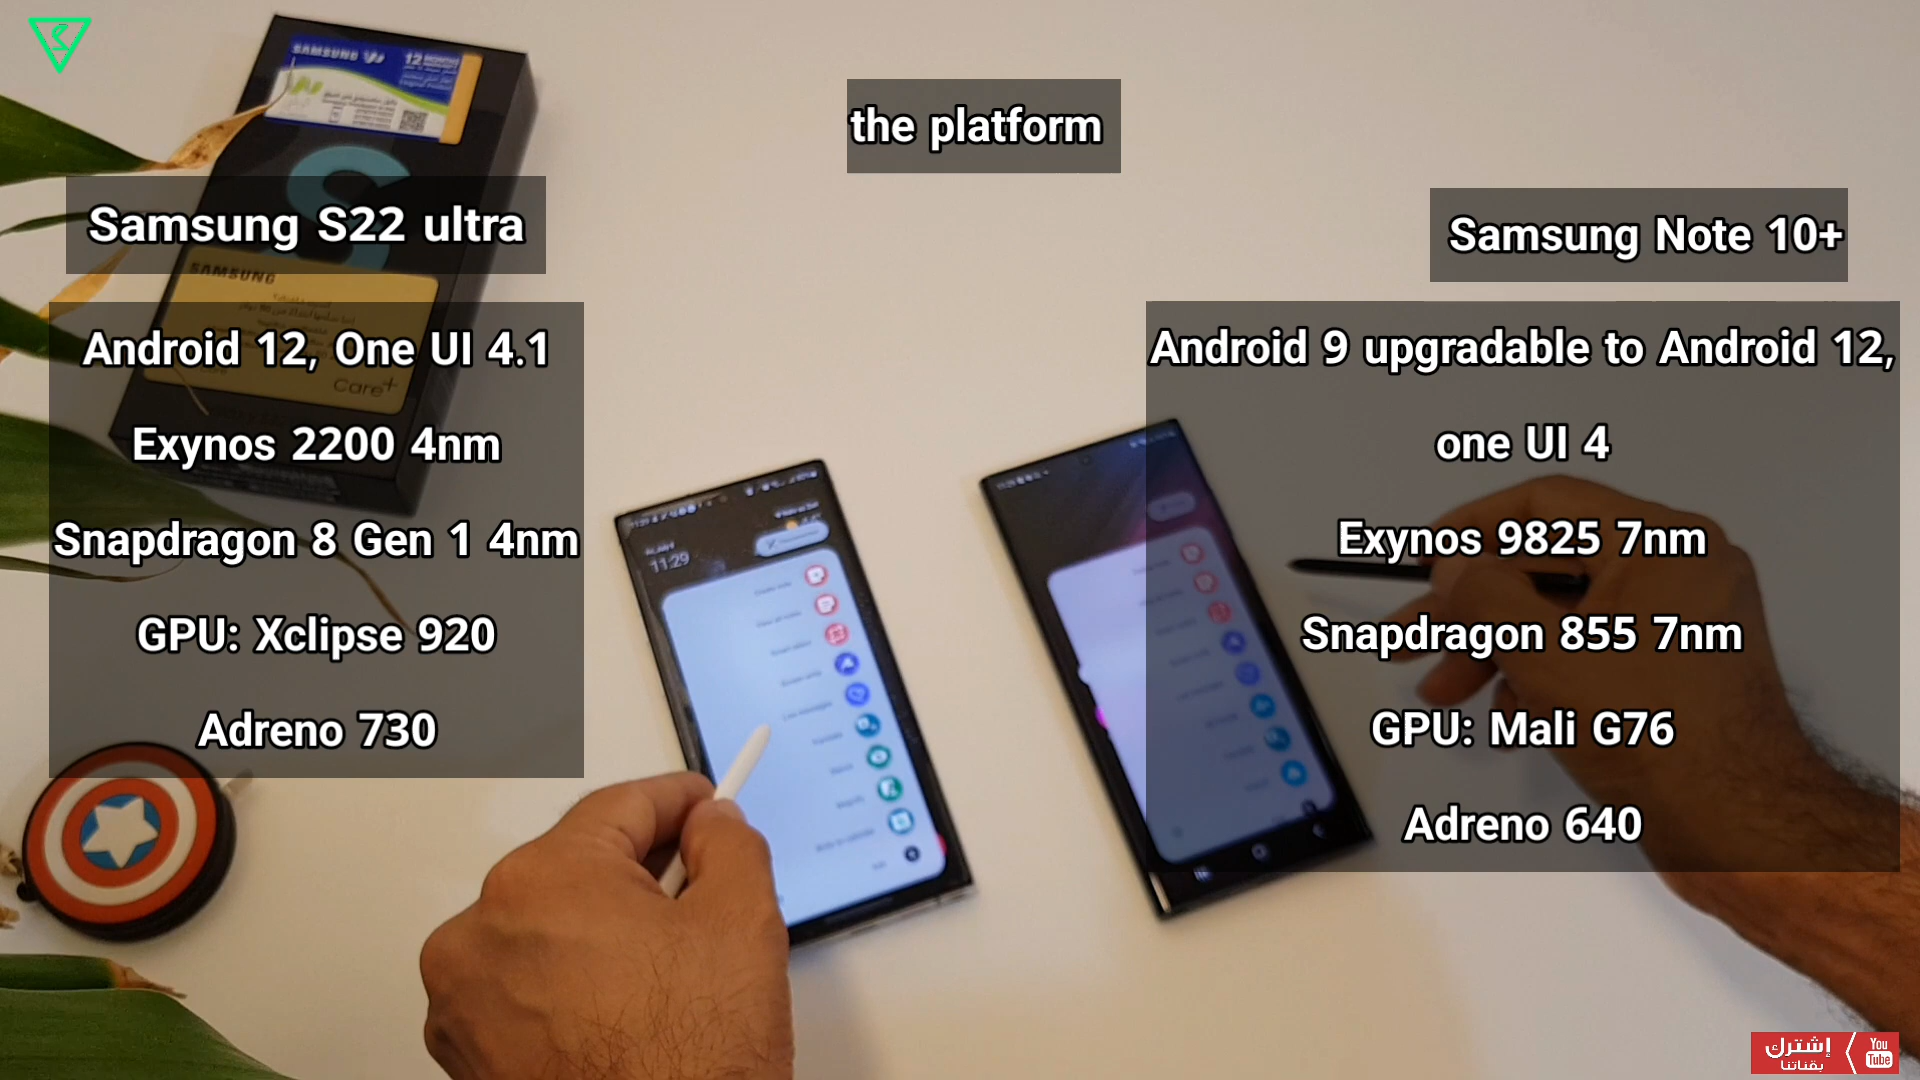 SAMSUNG
12 MONTHS
the platform
Samsung S22 ultra
Samsung Note 10+
SAMSUNG
Android 12, One UI 4.1
Exynos 2200 4nm
Snapdragon 8 Gen 1 4nm
GPU: Xclipse 920
Adreno 730
Care+
Android 9 upgradable to Android 12,
one UI 4
Exynos 9825 7nm
Snapdragon 855 7nm
GPU: Mali G76
Adreno 640
11:29
إشترك
بقناتنا
You
Tube